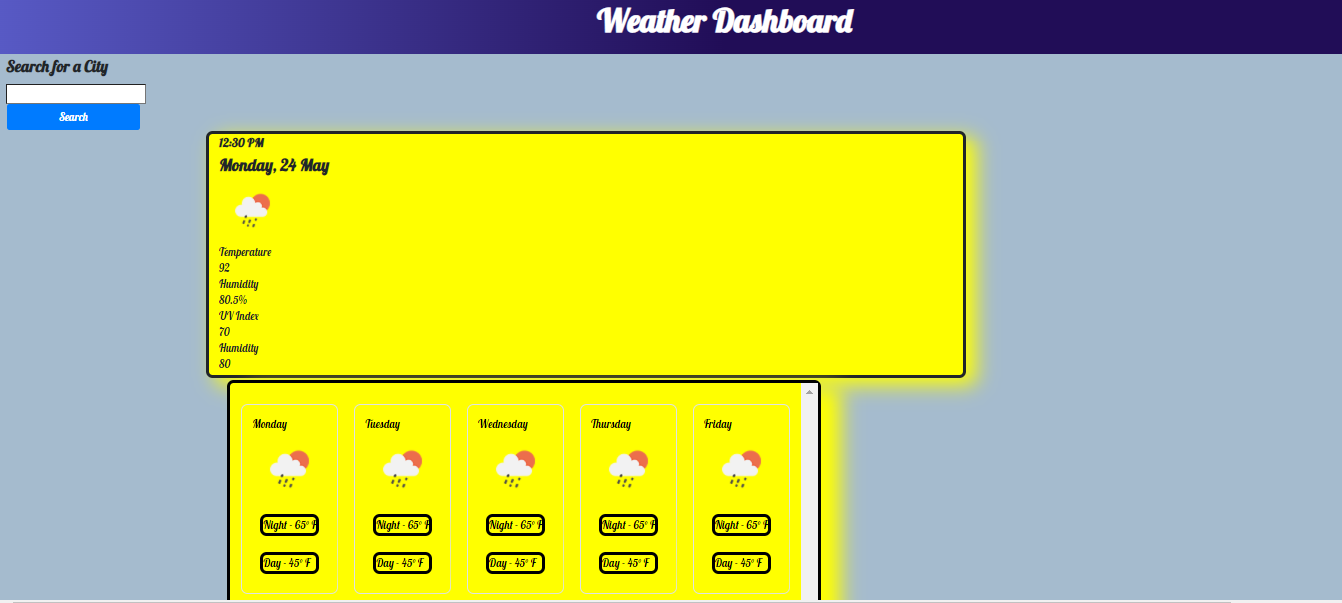 Weather Dashboard
Search for a City
Search
12:30 PM
Monday, 24 May
Temperature
92
Humidity
80.5%
UV Index
70
Humidity
80
Monday
Tuesday
Wednesday
Thursday
Friday
Night - 65° F
Night - 65° F
Night - 65° F
Night - 65° F
Night - 65° F
Day - 45° F
Day - 45° F
Day - 45° F
Day - 45° F
Day - 45° F